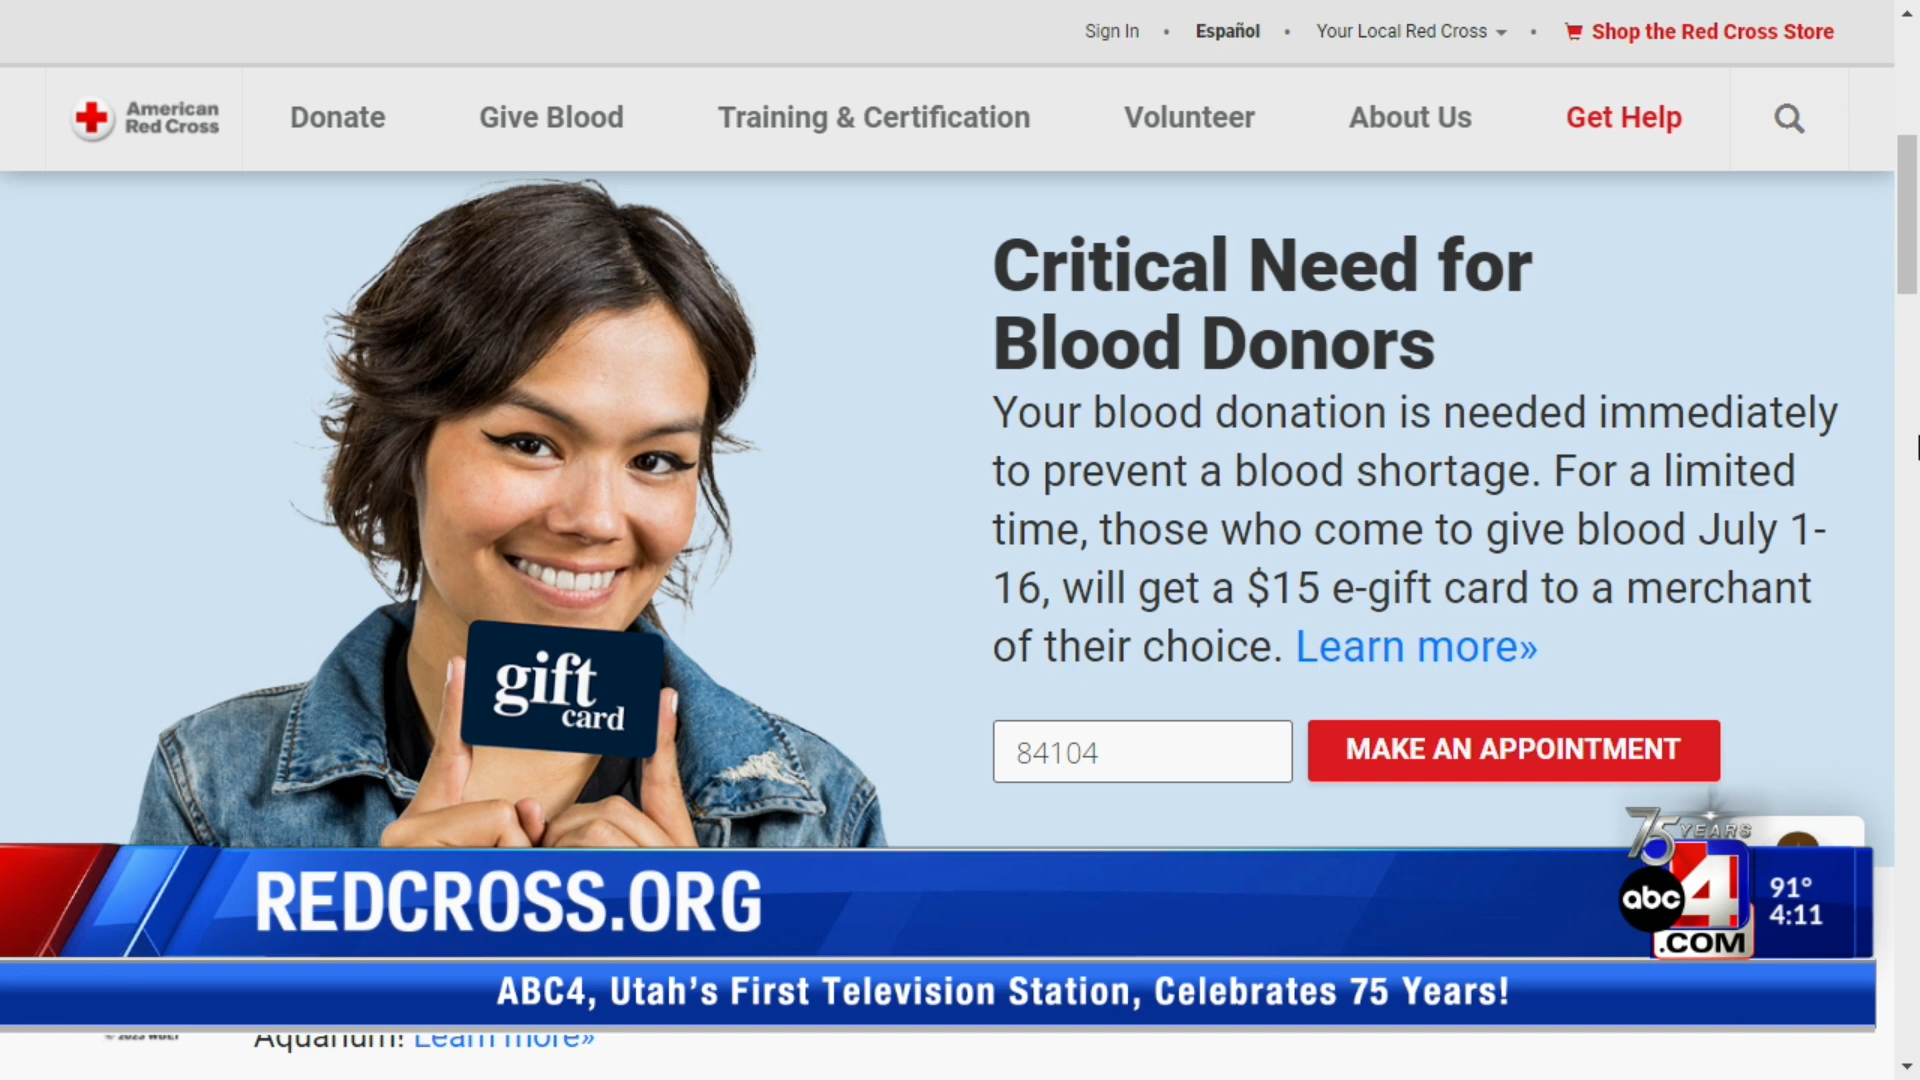 Sign In • Español • Your Local Red Cross • Shop the Red Cross Store
American
Red Cross
Donate
Give Blood
Training & Certification
Volunteer
About Us
Get Help
Critical Need for
Blood Donors
Your blood donation is needed immediately
to prevent a blood shortage. For a limited
time, those who come to give blood July 1-
16, will get a $15 e-gift card to a merchant
of their choice. Learn more»
gift
card
84104
MAKE AN APPOINTMENT
75 YEARS
REDCROSS.ORG
abc 4
.COM
91°
4:11
ABC4, Utah's First Television Station, Celebrates 75 Years!
Aquarium! Learn more»